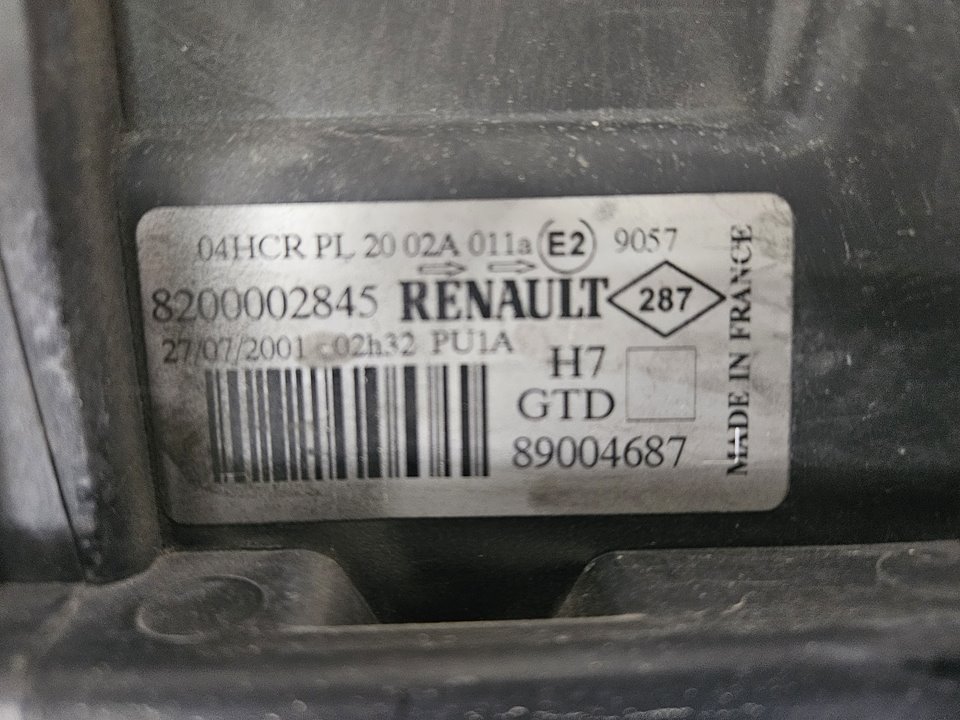 04HCR PL 20 02A 011a E2 9057
8200002845 RENAULT 287
27/07/2001 c02h32 PU1A
H7
GTD
89004687
MADE IN FRANCE